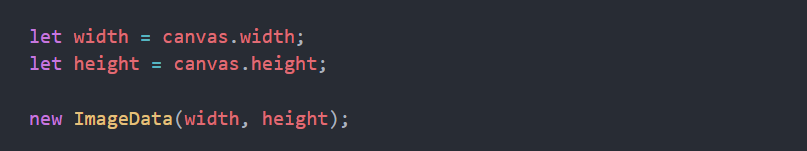 let width = canvas.width;
let height = canvas.height;
new ImageData(width, height);